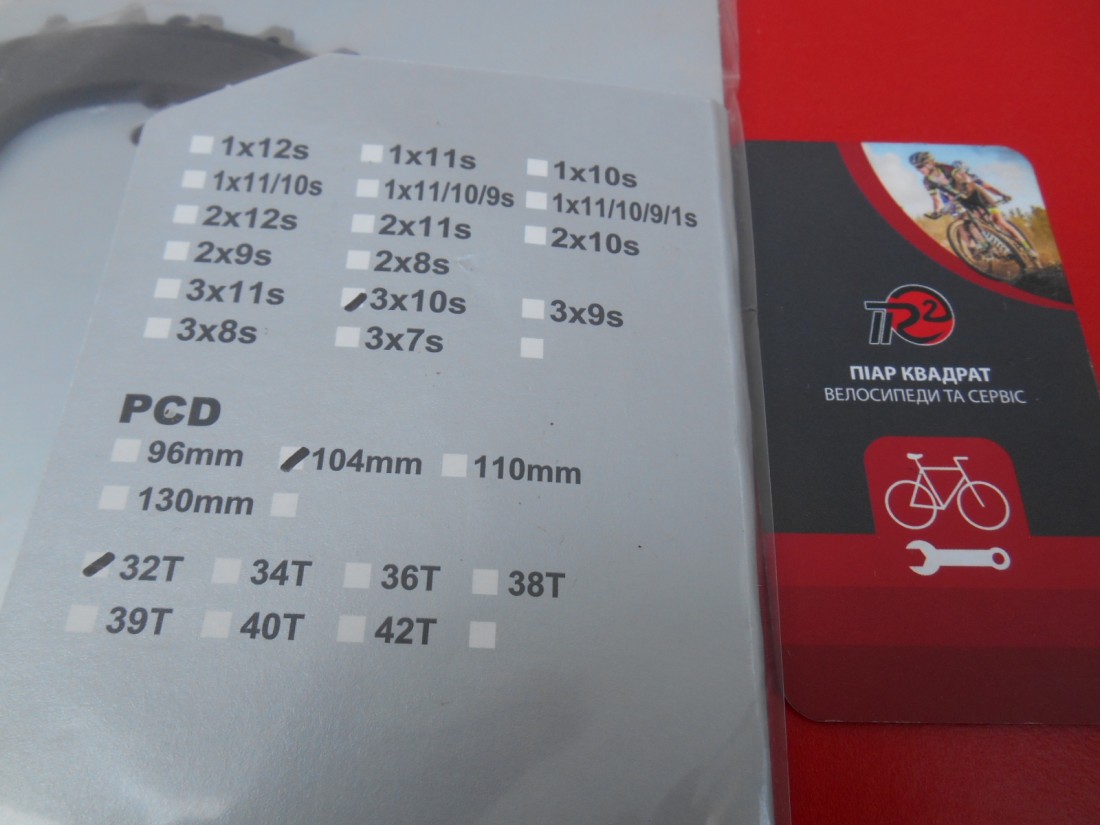 1x12s 1x11s 1x10s
1x11/10s 1x11/10/9s 1x11/10/9/1s
2x12s 2x11s 2x10s
2x9s 2x8s
3x11s 3x10s 3x9s
3x8s 3x7s
PCD
96mm 104mm 110mm
130mm
32T 34T 36T 38T
39T 40T 42T
ПR2
ПІАР КВАДРАТ
ВЕЛОСИПЕДИ ТА СЕРВІС